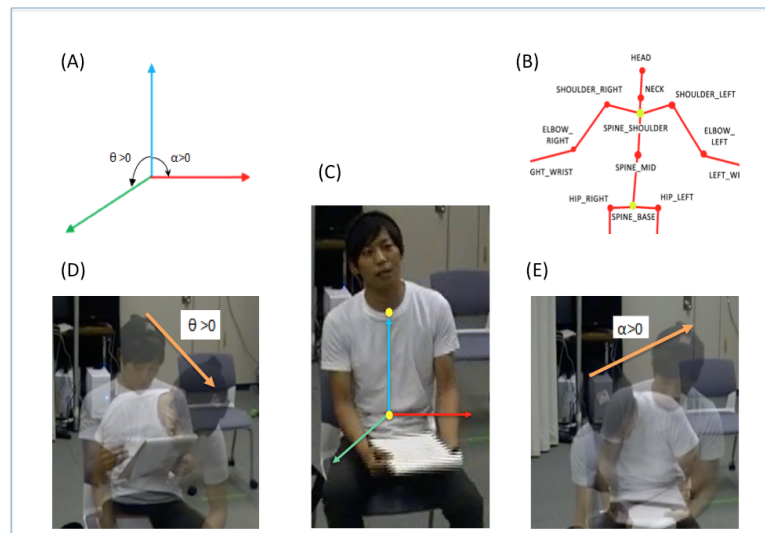 (A)
θ >0
α>0
(B)
HEAD
NECK
SHOULDER_RIGHT
SHOULDER_LEFT
SPINE_SHOULDER
ELBOW_
RIGHT
ELBOW_
LEFT
SPINE_MID
GHT_WRIST
LEFT_WI
HIP_RIGHT
HIP_LEFT
SPINE_BASE
(C)
(D)
θ >0
(E)
α>0